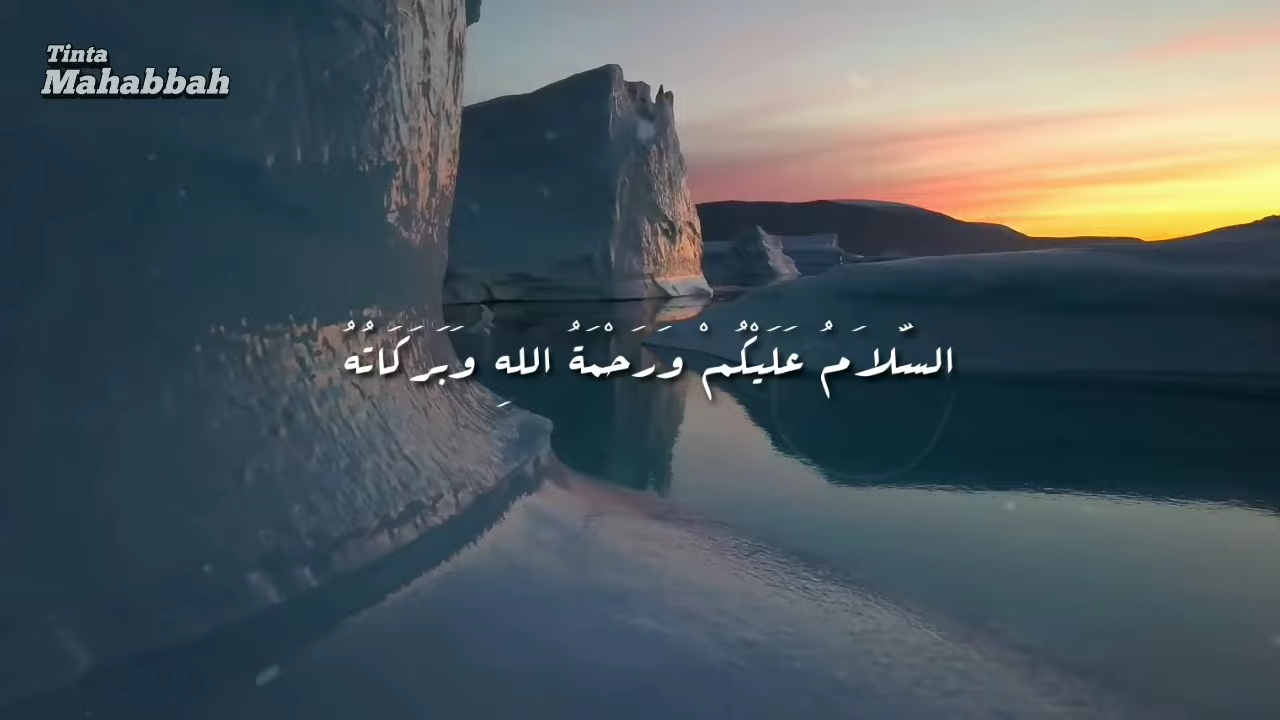 Tinta
Mahabbah
السّلَامُ عَلَيْكُمْ وَرَحْمَةُ اللهِ وَبَرَكَاتُهُ